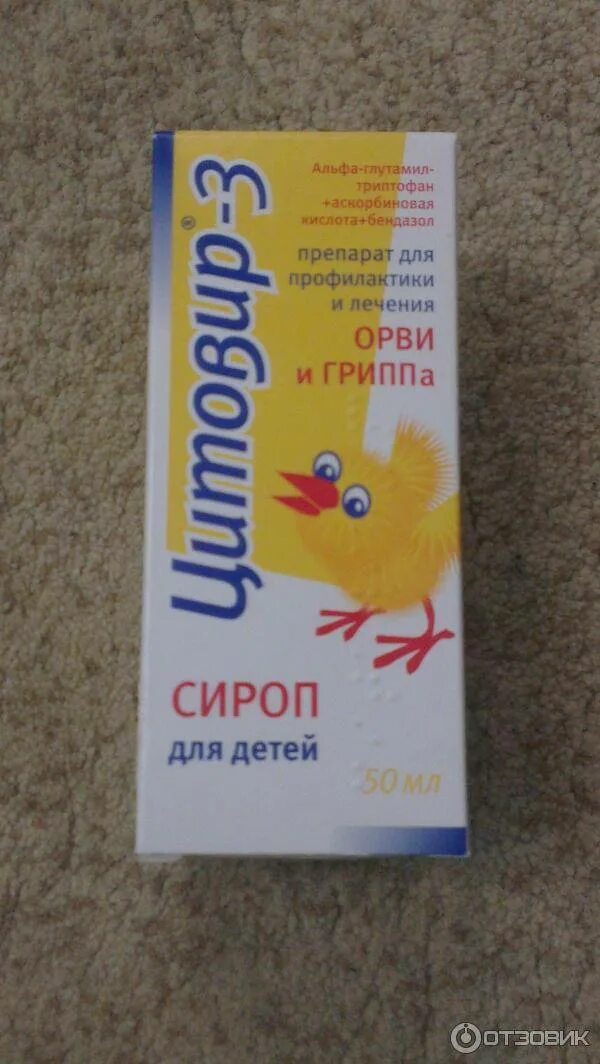 Цитовир®-3
Альфа-глутамил-
триптофан
+аскорбиновая
кислота+бендазол
препарат для
профилактики
и лечения
ОРВИ
и ГРИППа
СИРОП
для детей
50 мл
ОТЗОВИК